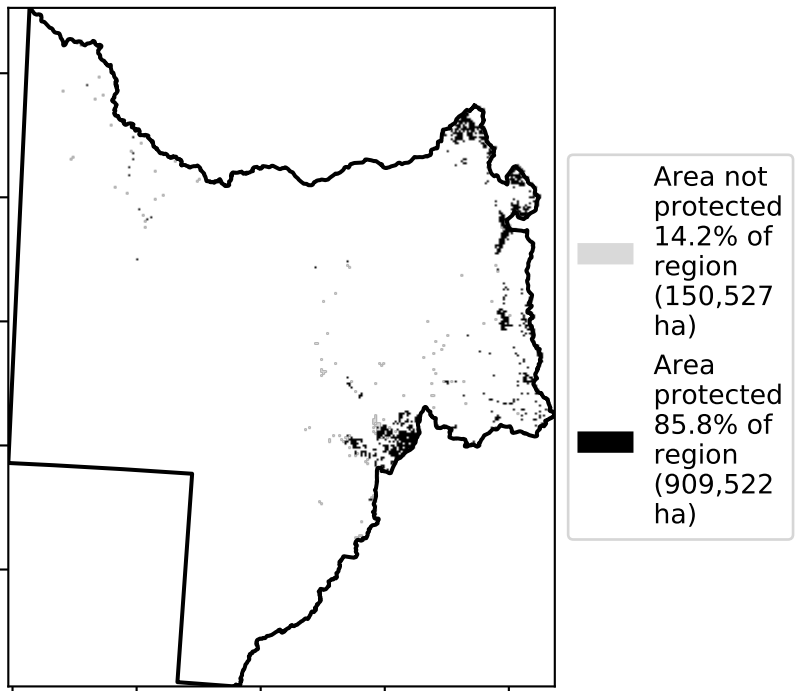 Area not
protected
14.2% of
region
(150,527
ha)
Area
protected
85.8% of
region
(909,522
ha)